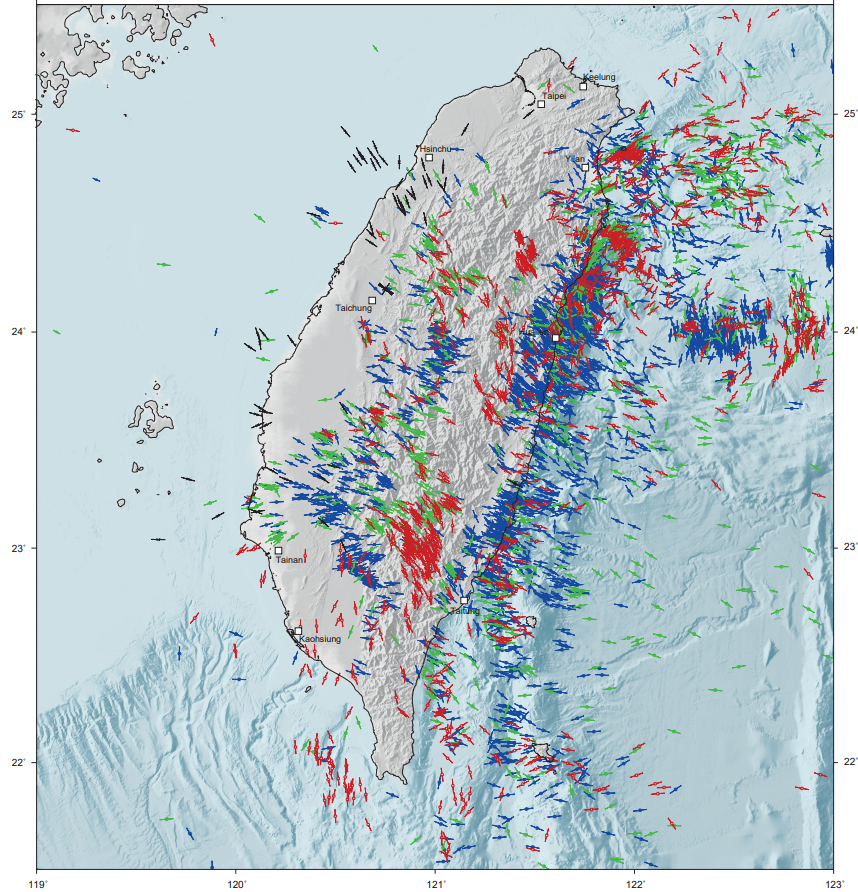 Keelung
Taipei
25°
25°
Hsinchu
Taichung
24°
24°
23°
23°
Tainan
Taitung
Kaohsiung
22°
22°
119°
120°
121°
122°
123°